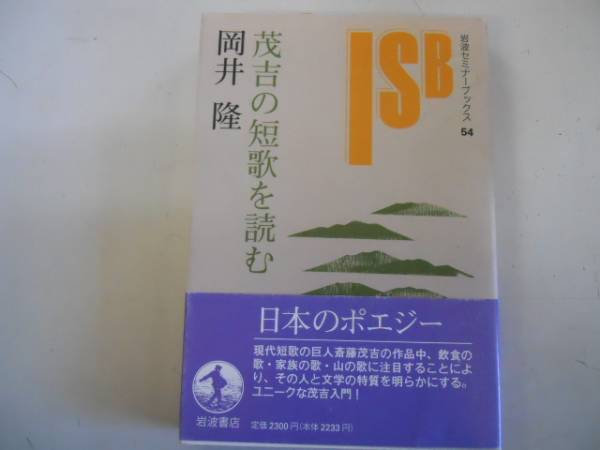 岩波セミナーブックス 54
ISB
茂吉の短歌を読む
岡井 隆
日本のポエジー
現代短歌の巨人斎藤茂吉の作品中、飲食の
歌・家族の歌・山の歌に注目することによ
り、その人と文学の特質を明らかにする。
ユニークな茂吉入門！
岩波書店
定価2300円(本体 2233円)